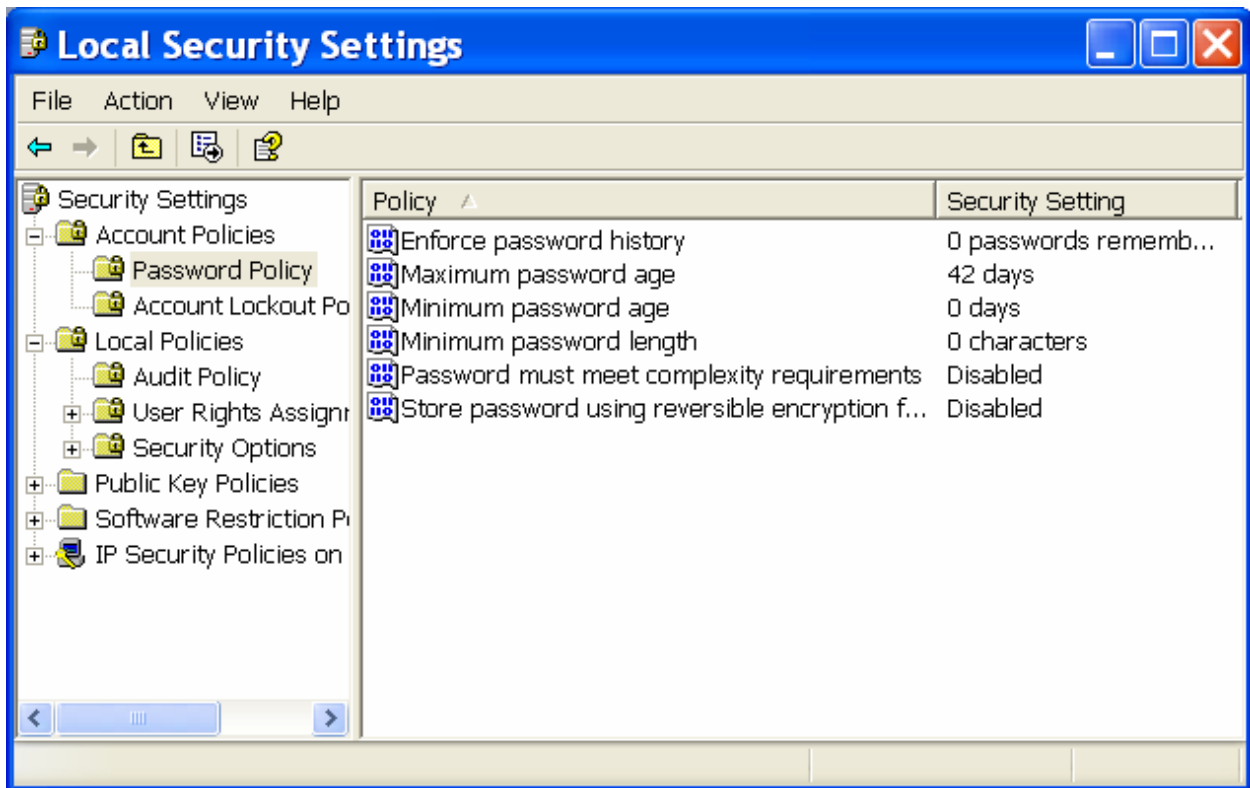 Local Security Settings
File Action View Help
Security Settings
Account Policies
Password Policy
Account Lockout Po
Local Policies
Audit Policy
User Rights Assignr
Security Options
Public Key Policies
Software Restriction P
IP Security Policies on
Policy Security Setting
Enforce password history 0 passwords rememb...
Maximum password age 42 days
Minimum password age 0 days
Minimum password length 0 characters
Password must meet complexity requirements Disabled
Store password using reversible encryption f... Disabled